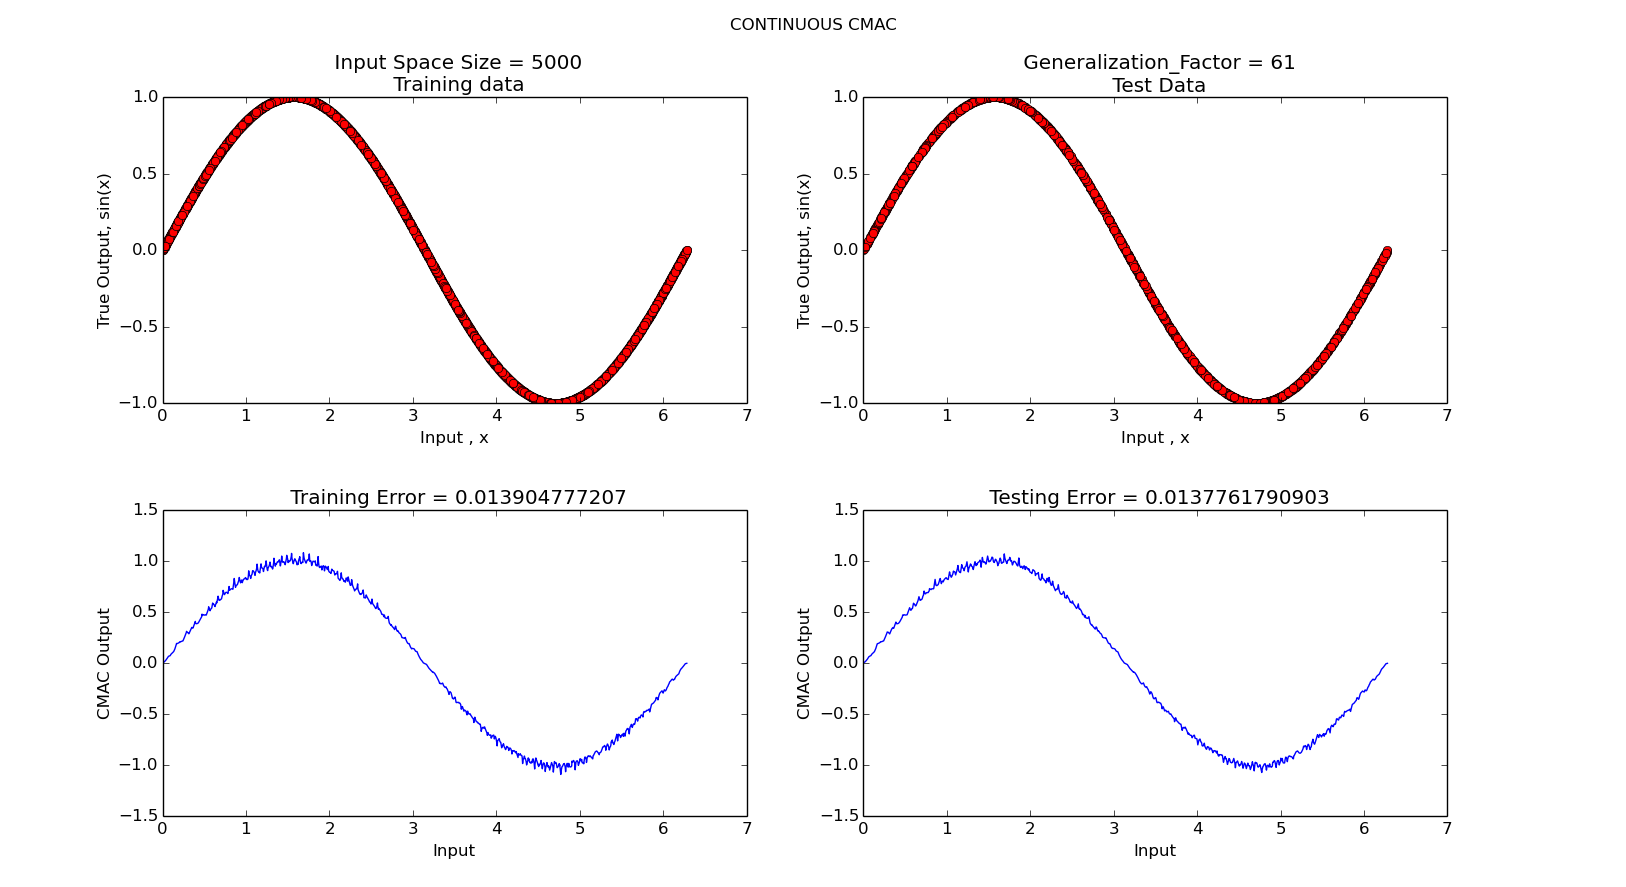 CONTINUOUS CMAC
Input Space Size = 5000
Training data
1.0
0.5
0.0
−0.5
−1.0
True Output, sin(x)
0 1 2 3 4 5 6 7
Input , x
Generalization_Factor = 61
Test Data
1.0
0.5
0.0
−0.5
−1.0
True Output, sin(x)
0 1 2 3 4 5 6 7
Input , x
Training Error = 0.013904777207
1.5
1.0
0.5
0.0
−0.5
−1.0
−1.5
CMAC Output
0 1 2 3 4 5 6 7
Input
Testing Error = 0.0137761790903
1.5
1.0
0.5
0.0
−0.5
−1.0
−1.5
CMAC Output
0 1 2 3 4 5 6 7
Input